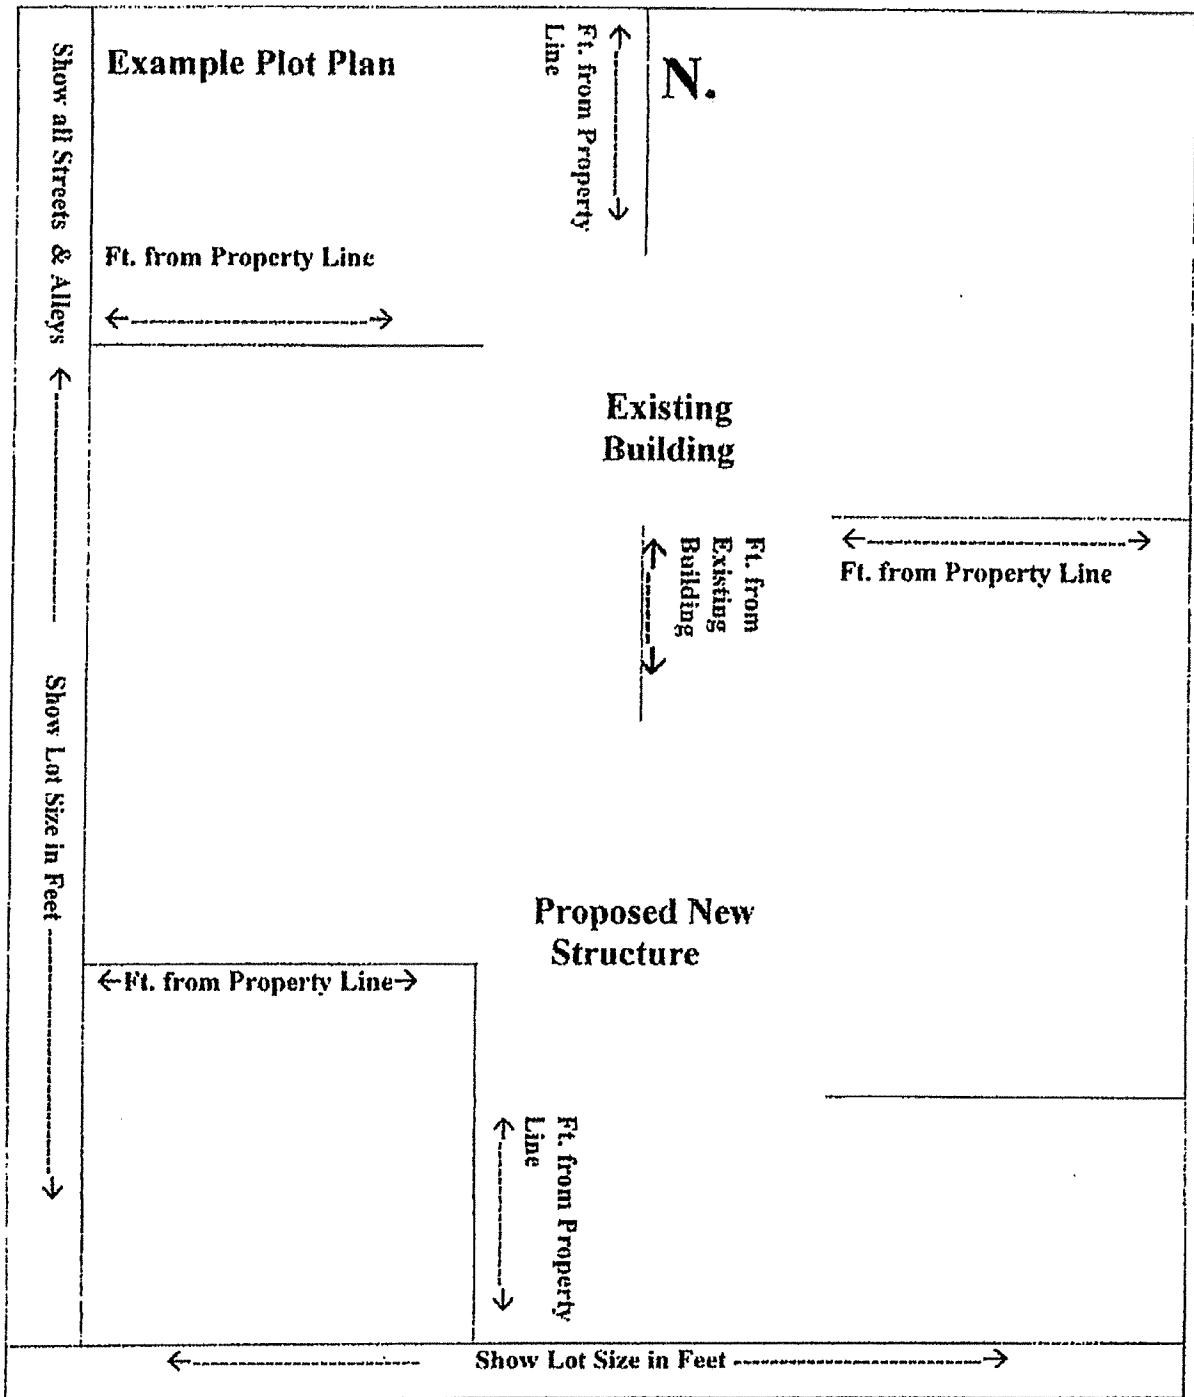 Example Plot Plan
Ft. from Property
Line
N.
Show all Streets & Alleys
Ft. from Property Line
Existing
Building
Ft. from
Existing
Building
Ft. from Property Line
Show Lot Size in Feet
Proposed New
Structure
Ft. from Property Line
Ft. from Property
Line
Show Lot Size in Feet